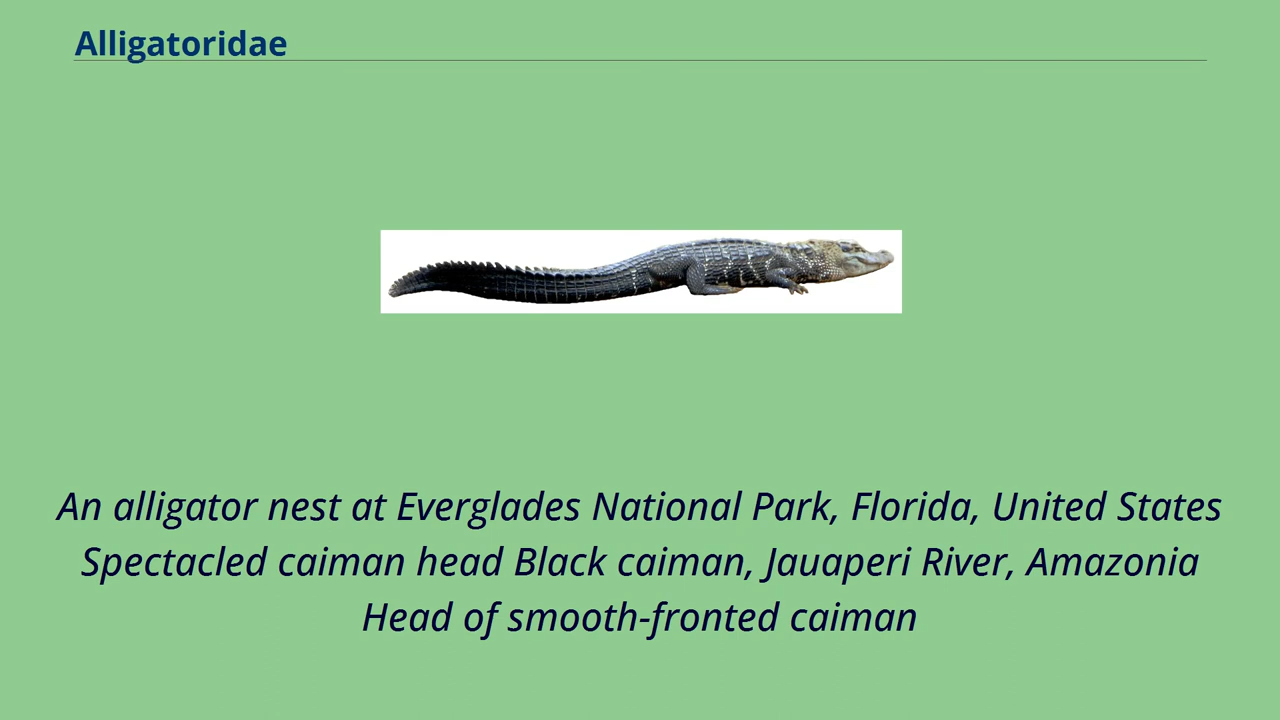 Alligatoridae
An alligator nest at Everglades National Park, Florida, United States
Spectacled caiman head Black caiman, Jauaperi River, Amazonia
Head of smooth-fronted caiman